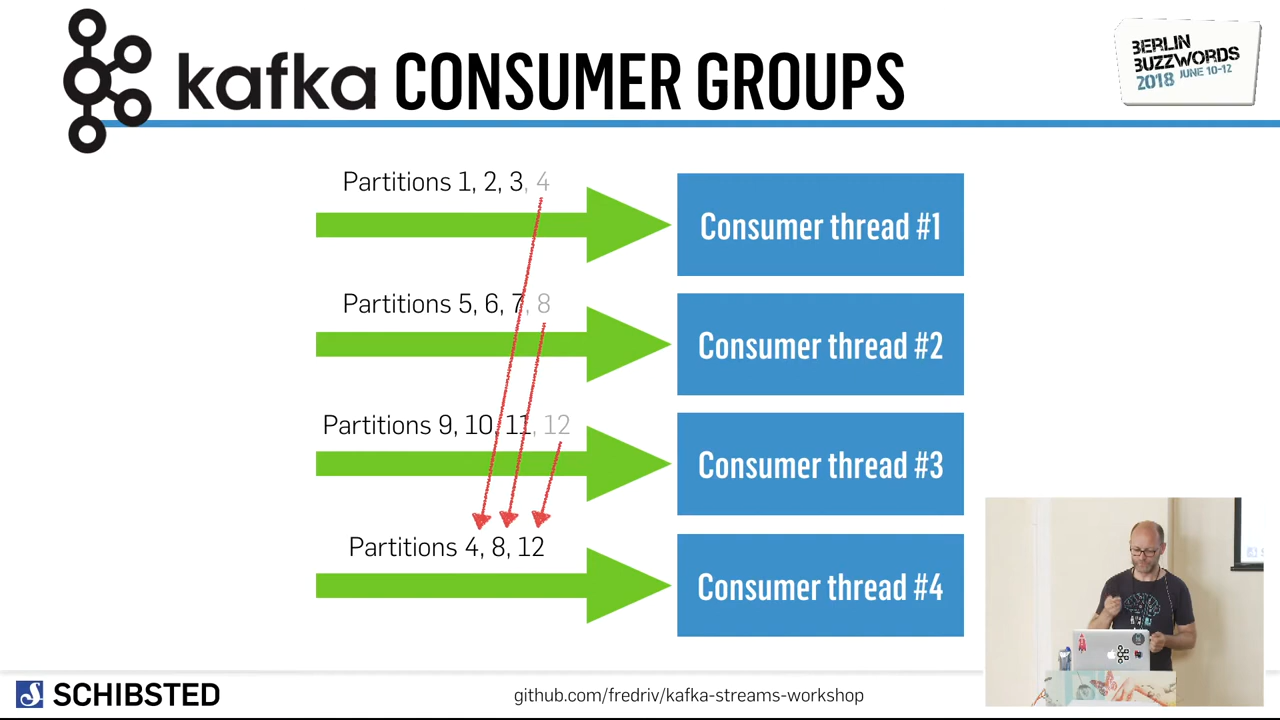 kafka CONSUMER GROUPS
BERLIN
BUZZWORDS
2018 JUNE 10-12
Partitions 1, 2, 3, 4
Consumer thread #1
Partitions 5, 6, 7, 8
Consumer thread #2
Partitions 9, 10, 11, 12
Consumer thread #3
Partitions 4, 8, 12
Consumer thread #4
SCHIBSTED
github.com/fredriv/kafka-streams-workshop